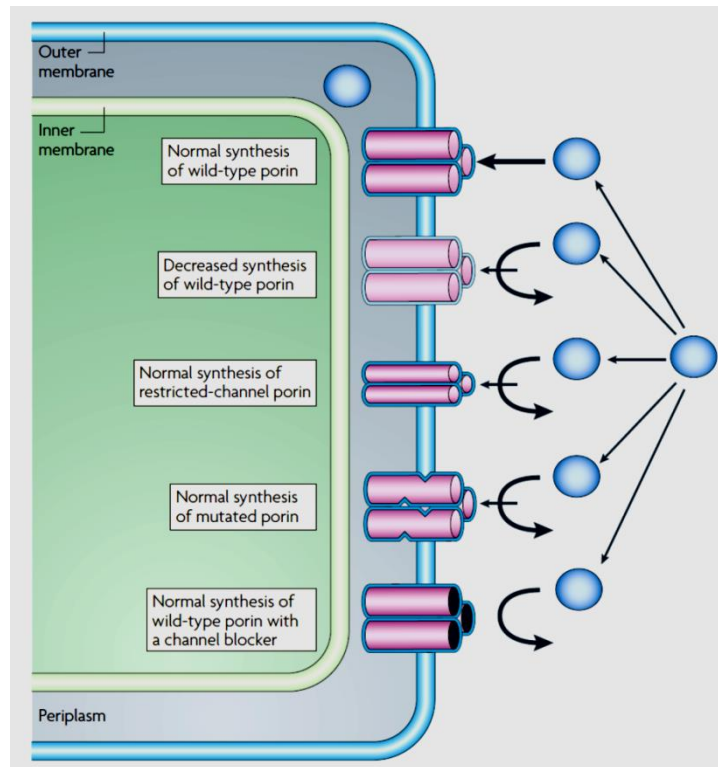 Outer
membrane
Inner
membrane
Normal synthesis
of wild-type porin
Decreased synthesis
of wild-type porin
Normal synthesis of
restricted-channel porin
Normal synthesis
of mutated porin
Normal synthesis of
wild-type porin with
a channel blocker
Periplasm